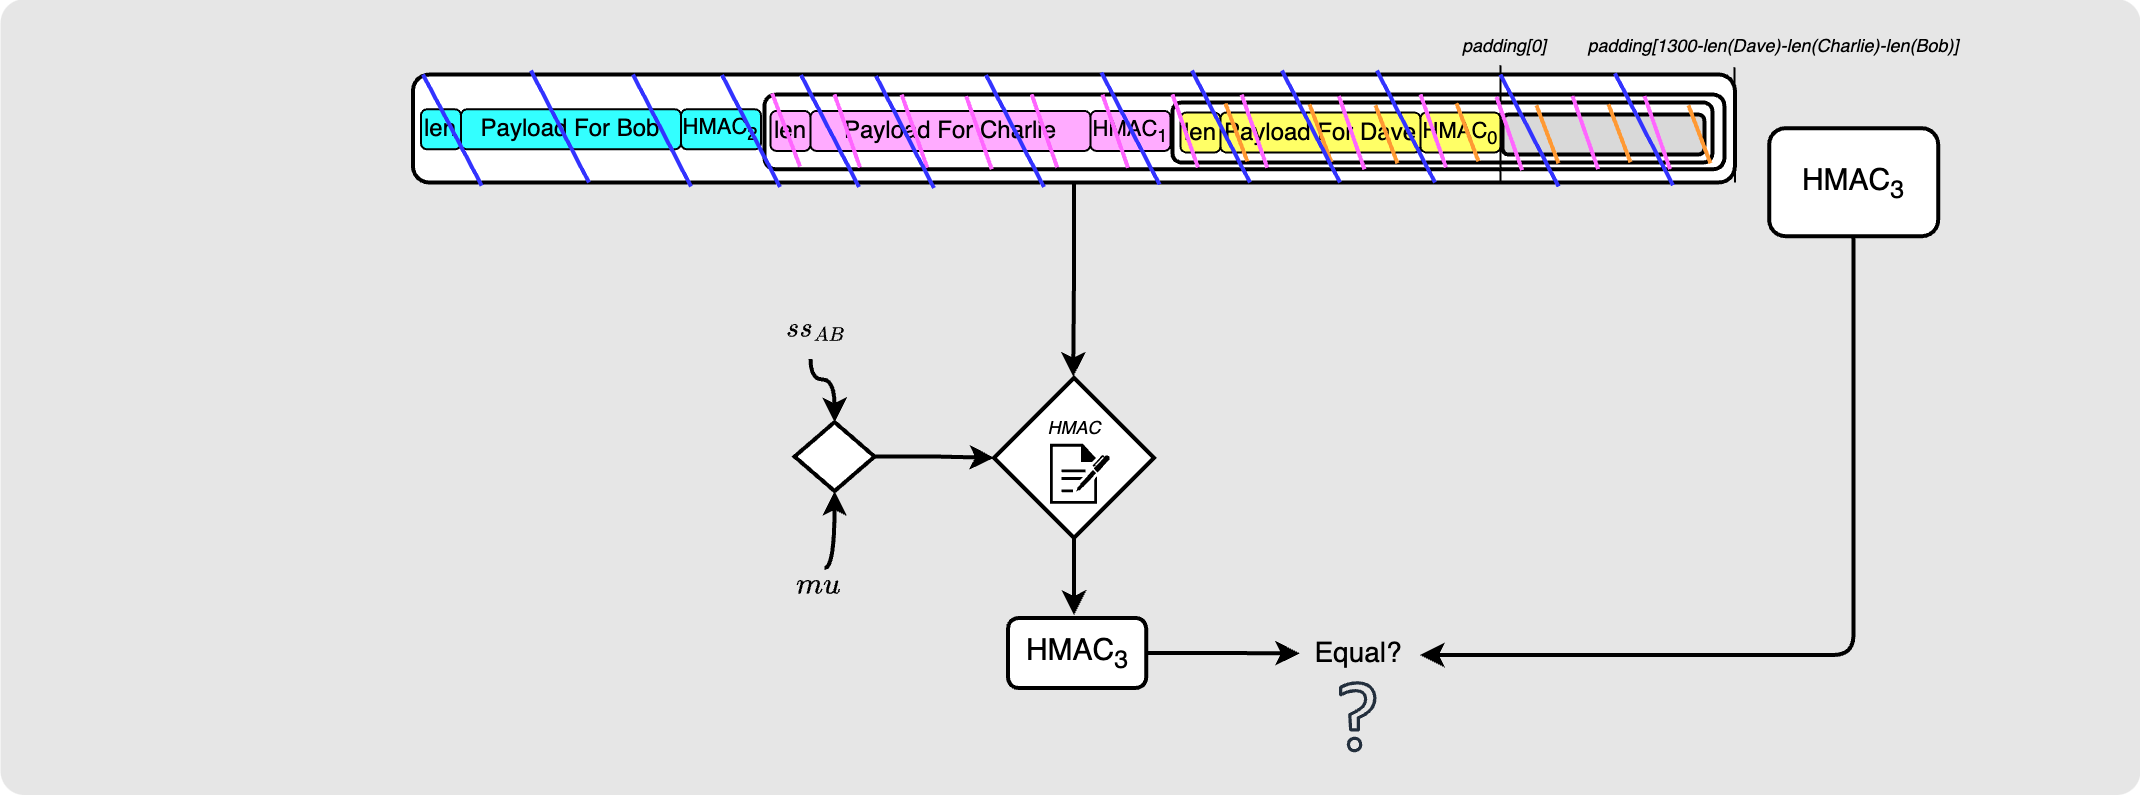 padding[0] padding[1300-len(Dave)-len(Charlie)-len(Bob)]
len Payload For Bob HMAC₂ len Payload For Charlie HMAC₁ len Payload For Dave HMAC₀
HMAC₃
ss_AB
HMAC
mu
HMAC₃ Equal?
?